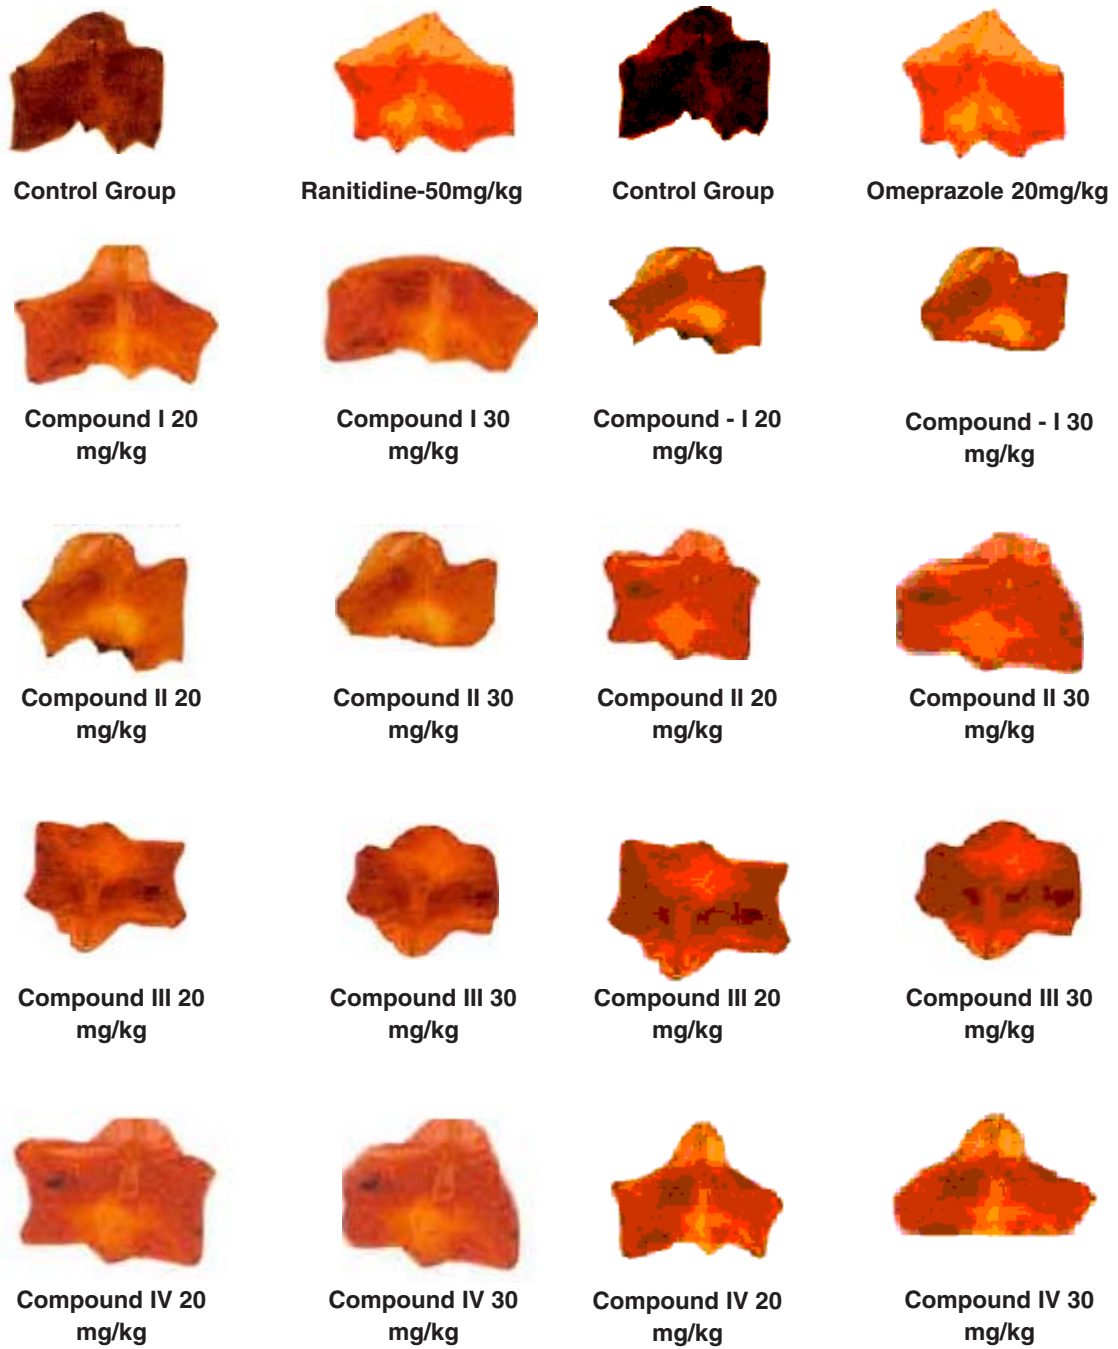 Control Group
Ranitidine-50mg/kg
Control Group
Omeprazole 20mg/kg
Compound I 20
mg/kg
Compound I 30
mg/kg
Compound - I 20
mg/kg
Compound - I 30
mg/kg
Compound II 20
mg/kg
Compound II 30
mg/kg
Compound II 20
mg/kg
Compound II 30
mg/kg
Compound III 20
mg/kg
Compound III 30
mg/kg
Compound III 20
mg/kg
Compound III 30
mg/kg
Compound IV 20
mg/kg
Compound IV 30
mg/kg
Compound IV 20
mg/kg
Compound IV 30
mg/kg